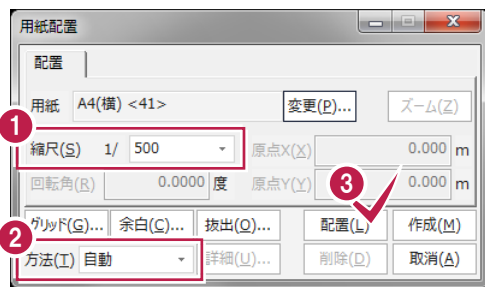 用紙配置
配置
用紙 A4(横) <41> 変更(P)... ズーム(Z)
1
縮尺(S) 1/ 500 原点X(X) 0.000 m
回転角(R) 0.0000 度 原点Y(Y) 0.000 m
3
グリッド(G)... 余白(C)... 抜出(O)... 配置(L) 作成(M)
2
方法(T) 自動 詳細(U)... 削除(D) 取消(A)